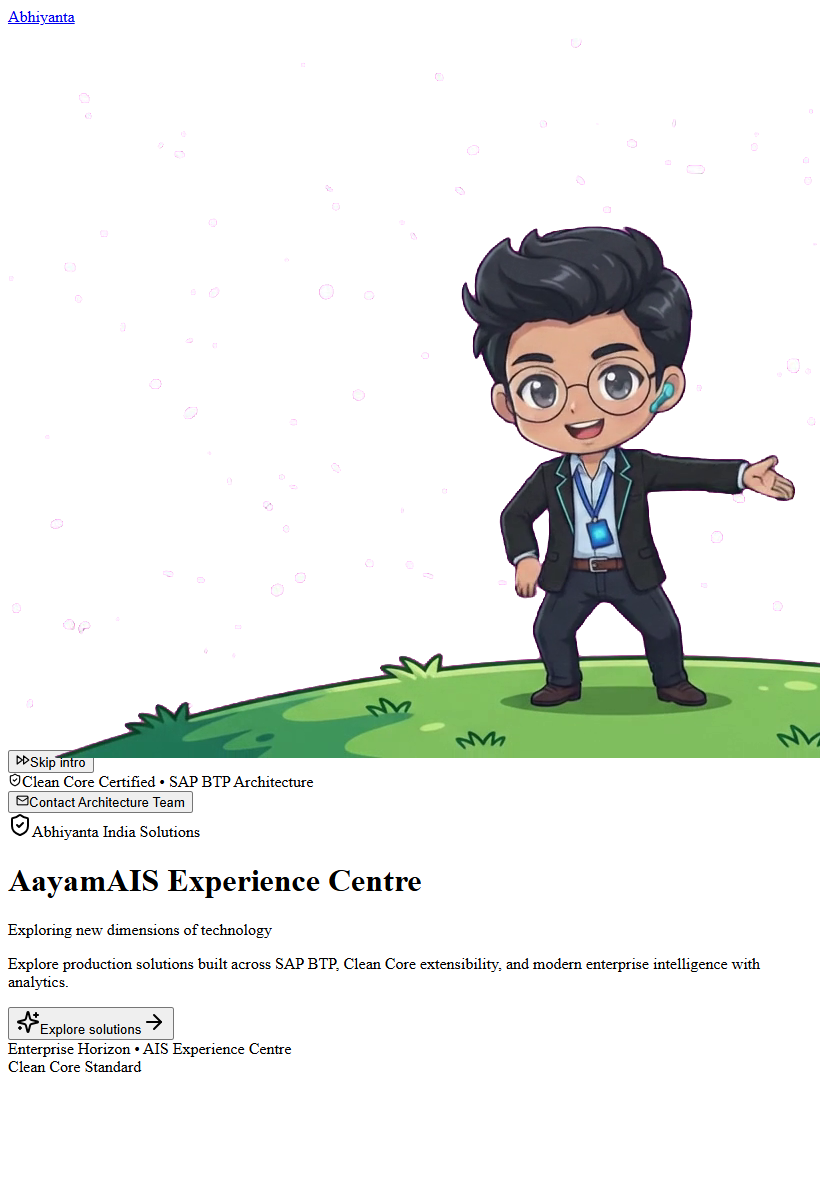 Abhiyanta
Skip intro
Clean Core Certified • SAP BTP Architecture
Contact Architecture Team
Abhiyanta India Solutions
AayamAIS Experience Centre
Exploring new dimensions of technology
Explore production solutions built across SAP BTP, Clean Core extensibility, and modern enterprise intelligence with
analytics.
Explore solutions
Enterprise Horizon • AIS Experience Centre
Clean Core Standard